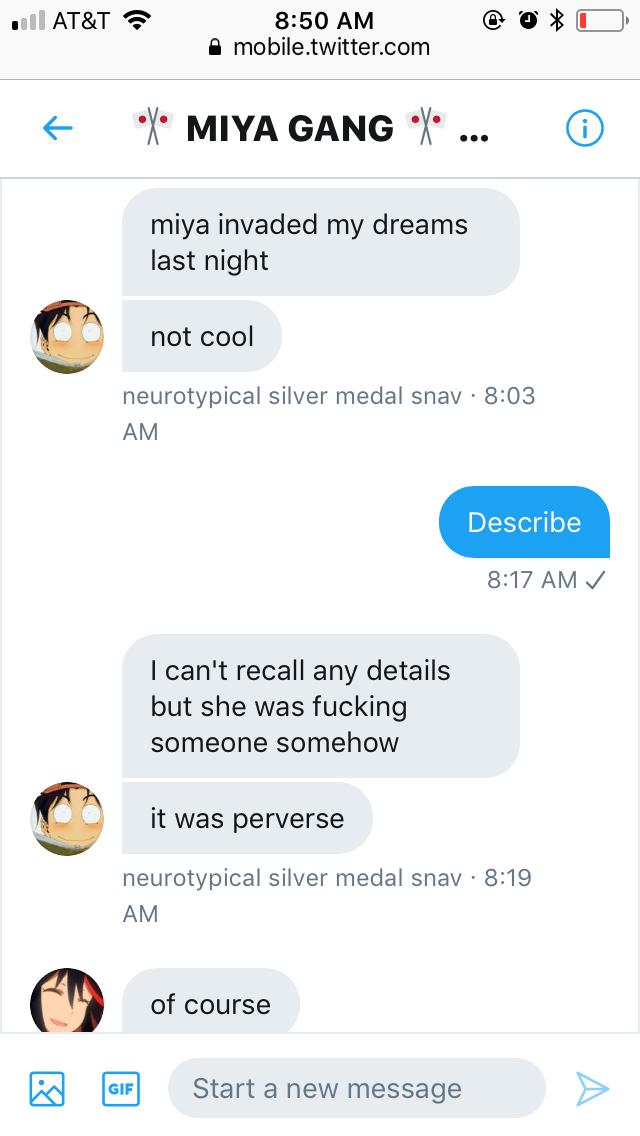 AT&T 8:50 AM
mobile.twitter.com
🎌 MIYA GANG 🎌 ...
miya invaded my dreams
last night
not cool
neurotypical silver medal snav · 8:03
AM
Describe
8:17 AM ✓
I can't recall any details
but she was fucking
someone somehow
it was perverse
neurotypical silver medal snav · 8:19
AM
of course
GIF Start a new message